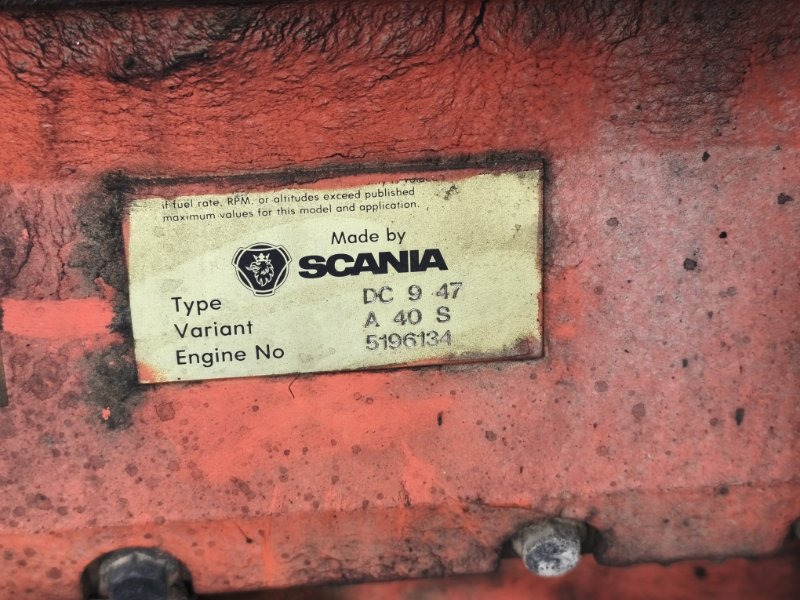 if fuel rate, RPM, or altitudes exceed published
maximum values for this model and application.
Made by
SCANIA
Type DC 9 47
Variant A 40 S
Engine No 5196134